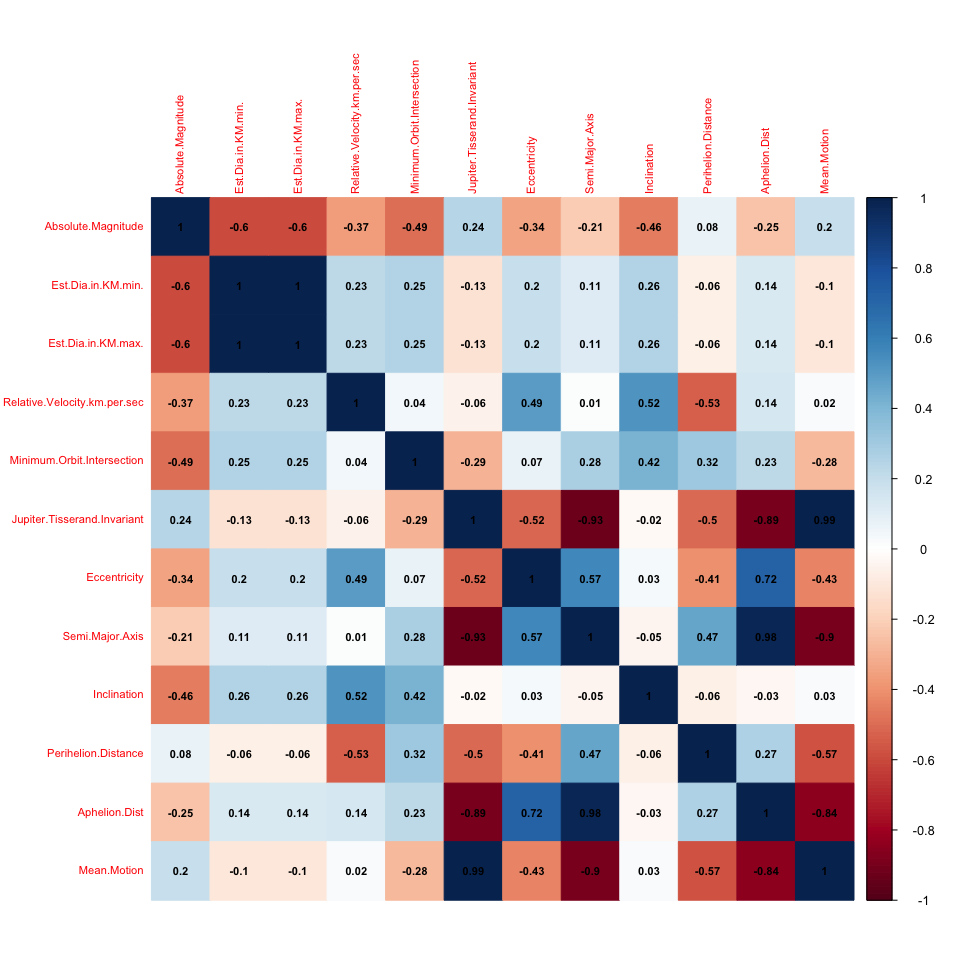 Absolute.Magnitude
Est.Dia.in.KM.min.
Est.Dia.in.KM.max.
Relative.Velocity.km.per.sec
Minimum.Orbit.Intersection
Jupiter.Tisserand.Invariant
Eccentricity
Semi.Major.Axis
Inclination
Perihelion.Distance
Aphelion.Dist
Mean.Motion
Absolute.Magnitude 1 -0.6 -0.6 -0.37 -0.49 0.24 -0.34 -0.21 -0.46 0.08 -0.25 0.2
Est.Dia.in.KM.min. -0.6 1 1 0.23 0.25 -0.13 0.2 0.11 0.26 -0.06 0.14 -0.1
Est.Dia.in.KM.max. -0.6 1 1 0.23 0.25 -0.13 0.2 0.11 0.26 -0.06 0.14 -0.1
Relative.Velocity.km.per.sec -0.37 0.23 0.23 1 0.04 -0.06 0.49 0.01 0.52 -0.53 0.14 0.02
Minimum.Orbit.Intersection -0.49 0.25 0.25 0.04 1 -0.29 0.07 0.28 0.42 0.32 0.23 -0.28
Jupiter.Tisserand.Invariant 0.24 -0.13 -0.13 -0.06 -0.29 1 -0.52 -0.93 -0.02 -0.5 -0.89 0.99
Eccentricity -0.34 0.2 0.2 0.49 0.07 -0.52 1 0.57 0.03 -0.41 0.72 -0.43
Semi.Major.Axis -0.21 0.11 0.11 0.01 0.28 -0.93 0.57 1 -0.05 0.47 0.98 -0.9
Inclination -0.46 0.26 0.26 0.52 0.42 -0.02 0.03 -0.05 1 -0.06 -0.03 0.03
Perihelion.Distance 0.08 -0.06 -0.06 -0.53 0.32 -0.5 -0.41 0.47 -0.06 1 0.27 -0.57
Aphelion.Dist -0.25 0.14 0.14 0.14 0.23 -0.89 0.72 0.98 -0.03 0.27 1 -0.84
Mean.Motion 0.2 -0.1 -0.1 0.02 -0.28 0.99 -0.43 -0.9 0.03 -0.57 -0.84 1
1
0.8
0.6
0.4
0.2
0
-0.2
-0.4
-0.6
-0.8
-1